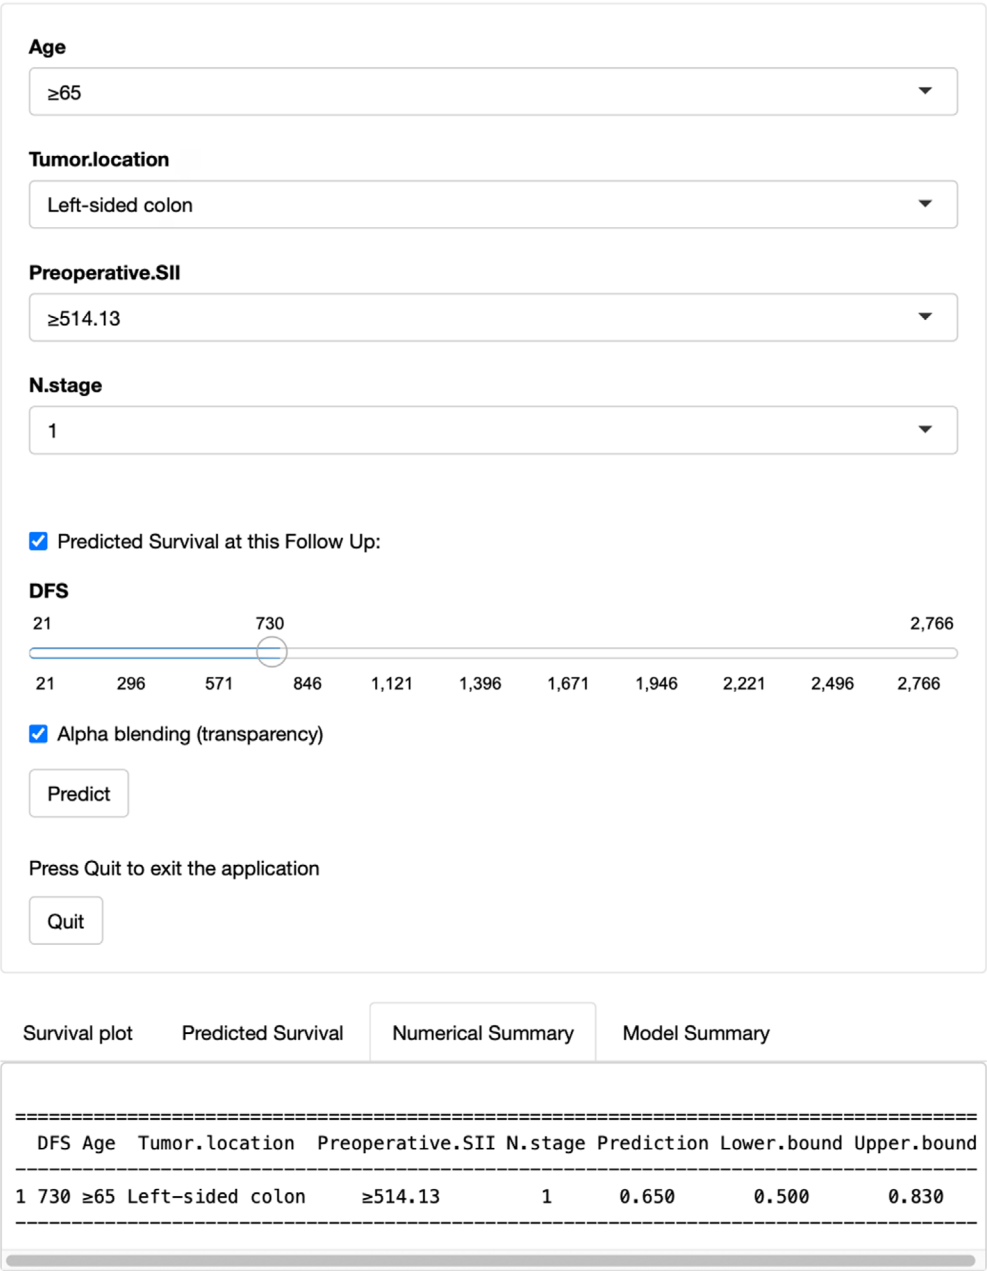 Age
≥65
Tumor.location
Left-sided colon
Preoperative.SII
≥514.13
N.stage
1
Predicted Survival at this Follow Up:
DFS
21 730 2,766
21 296 571 846 1,121 1,396 1,671 1,946 2,221 2,496 2,766
Alpha blending (transparency)
Predict
Press Quit to exit the application
Quit
Survival plot Predicted Survival Numerical Summary Model Summary
DFS Age Tumor.location Preoperative.SII N.stage Prediction Lower.bound Upper.bound
1 730 ≥65 Left-sided colon ≥514.13 1 0.650 0.500 0.830